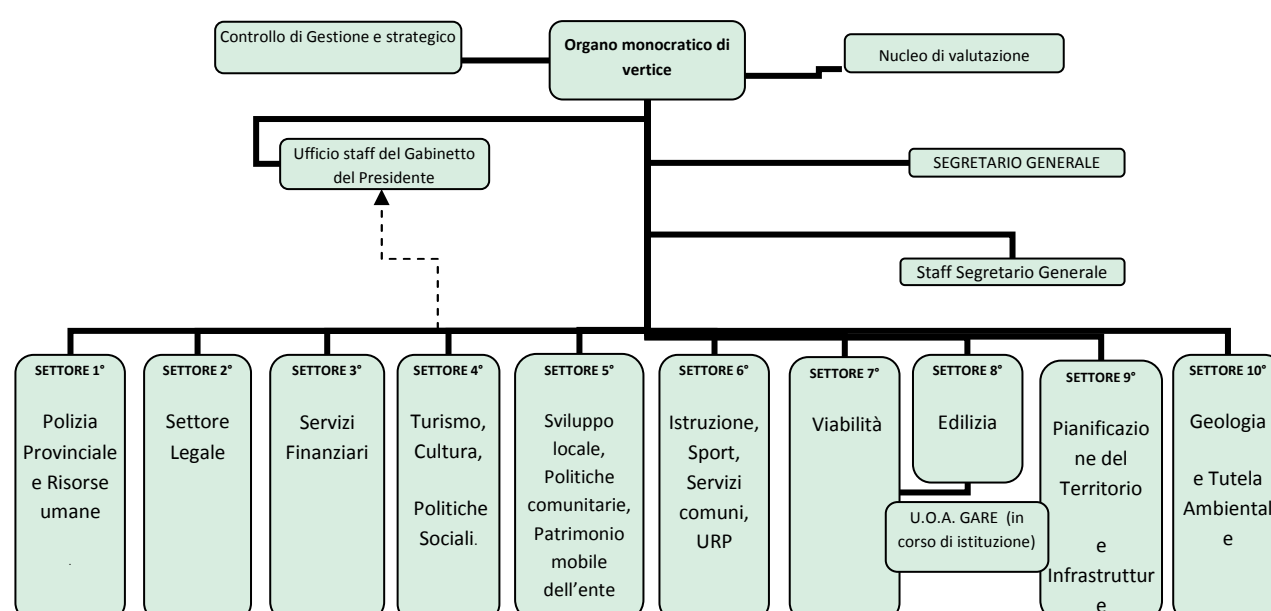 Controllo di Gestione e strategico
Organo monocratico di
vertice
Nucleo di valutazione
Ufficio staff del Gabinetto
del Presidente
SEGRETARIO GENERALE
Staff Segretario Generale
SETTORE 1°
Polizia
Provinciale
e Risorse
umane
.
SETTORE 2°
Settore
Legale
SETTORE 3°
Servizi
Finanziari
SETTORE 4°
Turismo,
Cultura,
Politiche
Sociali.
SETTORE 5°
Sviluppo
locale,
Politiche
comunitarie,
Patrimonio
mobile
dell’ente
SETTORE 6°
Istruzione,
Sport,
Servizi
comuni,
URP
SETTORE 7°
Viabilità
SETTORE 8°
Edilizia
U.O.A. GARE (in
corso di istituzione)
SETTORE 9°
Pianificazio
ne del
Territorio
e
Infrastruttur
e
SETTORE 10°
Geologia
e Tutela
Ambiental
e